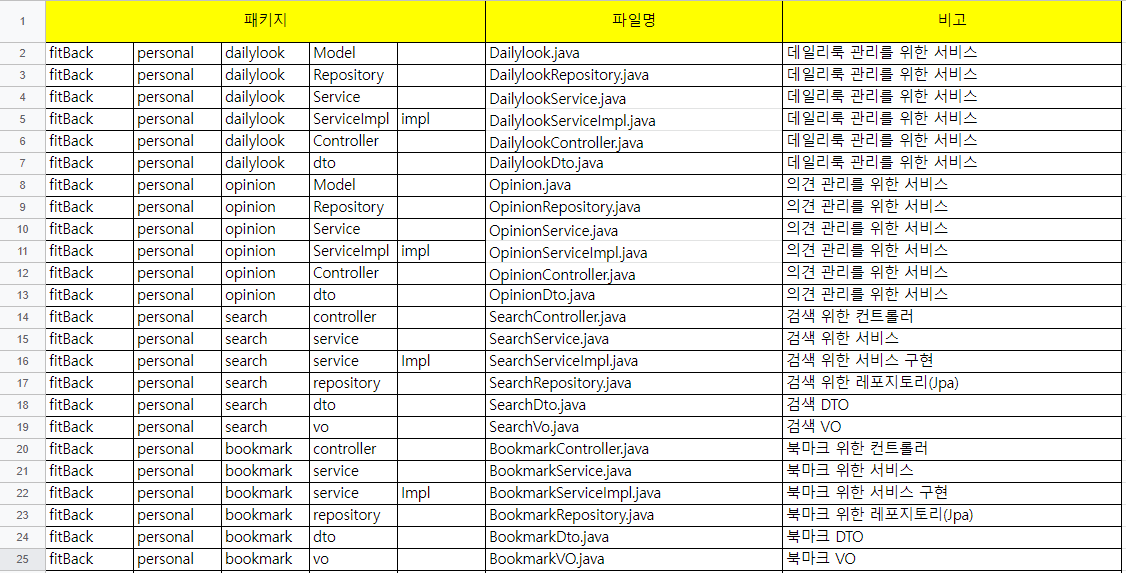 1 패키지 파일명 비고
2 fitBack personal dailylook Model Dailylook.java 데일리룩 관리를 위한 서비스
3 fitBack personal dailylook Repository DailylookRepository.java 데일리룩 관리를 위한 서비스
4 fitBack personal dailylook Service DailylookService.java 데일리룩 관리를 위한 서비스
5 fitBack personal dailylook ServiceImpl impl DailylookServiceImpl.java 데일리룩 관리를 위한 서비스
6 fitBack personal dailylook Controller DailylookController.java 데일리룩 관리를 위한 서비스
7 fitBack personal dailylook dto DailylookDto.java 데일리룩 관리를 위한 서비스
8 fitBack personal opinion Model Opinion.java 의견 관리를 위한 서비스
9 fitBack personal opinion Repository OpinionRepository.java 의견 관리를 위한 서비스
10 fitBack personal opinion Service OpinionService.java 의견 관리를 위한 서비스
11 fitBack personal opinion ServiceImpl impl OpinionServiceImpl.java 의견 관리를 위한 서비스
12 fitBack personal opinion Controller OpinionController.java 의견 관리를 위한 서비스
13 fitBack personal opinion dto OpinionDto.java 의견 관리를 위한 서비스
14 fitBack personal search controller SearchController.java 검색 위한 컨트롤러
15 fitBack personal search service SearchService.java 검색 위한 서비스
16 fitBack personal search service Impl SearchServiceImpl.java 검색 위한 서비스 구현
17 fitBack personal search repository SearchRepository.java 검색 위한 레포지토리(Jpa)
18 fitBack personal search dto SearchDto.java 검색 DTO
19 fitBack personal search vo SearchVo.java 검색 VO
20 fitBack personal bookmark controller BookmarkController.java 북마크 위한 컨트롤러
21 fitBack personal bookmark service BookmarkService.java 북마크 위한 서비스
22 fitBack personal bookmark service Impl BookmarkServiceImpl.java 북마크 위한 서비스 구현
23 fitBack personal bookmark repository BookmarkRepository.java 북마크 위한 레포지토리(Jpa)
24 fitBack personal bookmark dto BookmarkDto.java 북마크 DTO
25 fitBack personal bookmark vo BookmarkVO.java 북마크 VO